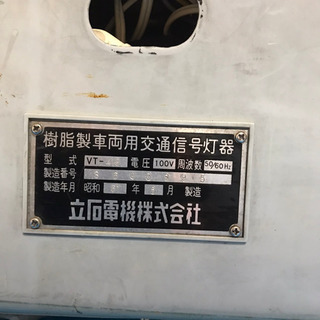 樹脂製車両用交通信号灯器
型式 VT- 電圧 100V 周波数 50/60Hz
製造番号
製造年月 昭和 年 月 製造
立石電機株式会社